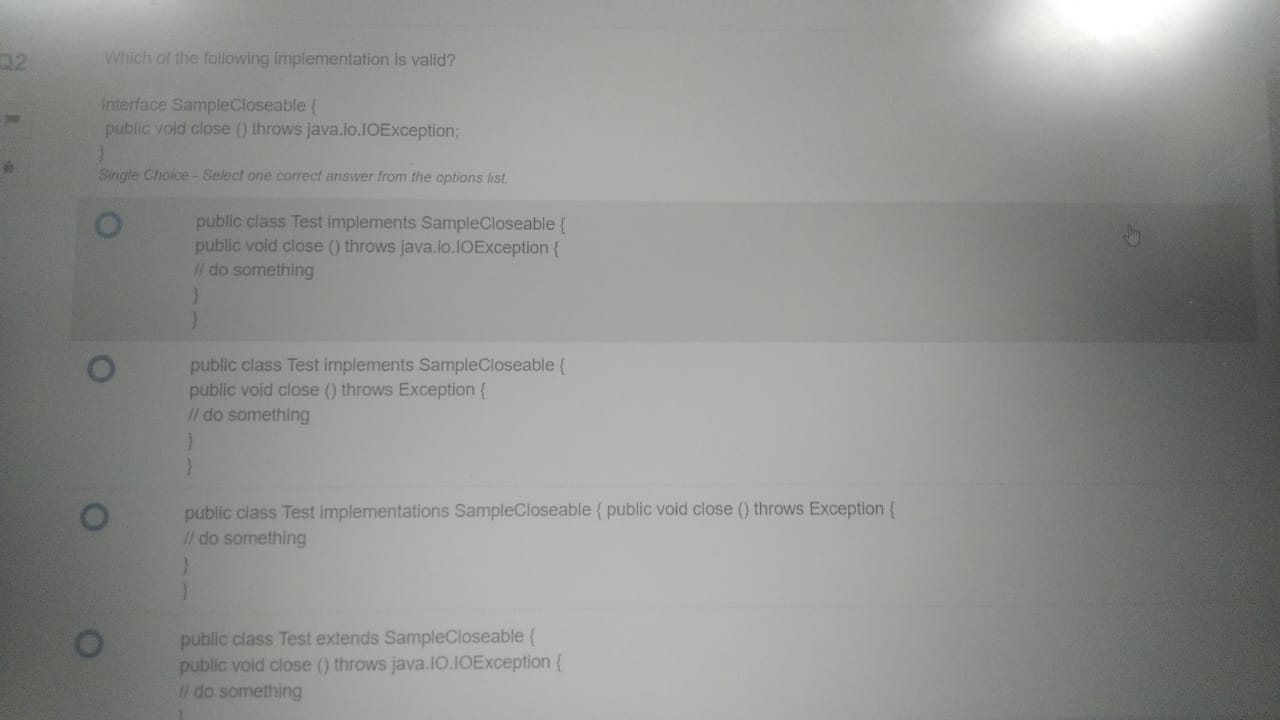 Q2
Which of the following implementation is valid?
interface SampleCloseable {
public void close () throws java.io.IOException;
}
Single Choice - Select one correct answer from the options list.
public class Test implements SampleCloseable {
public void close () throws java.io.IOException {
// do something
}
}
public class Test implements SampleCloseable {
public void close () throws Exception {
// do something
}
}
public class Test implementations SampleCloseable { public void close () throws Exception {
// do something
}
}
public class Test extends SampleCloseable {
public void close () throws java.IO.IOException {
// do something
}